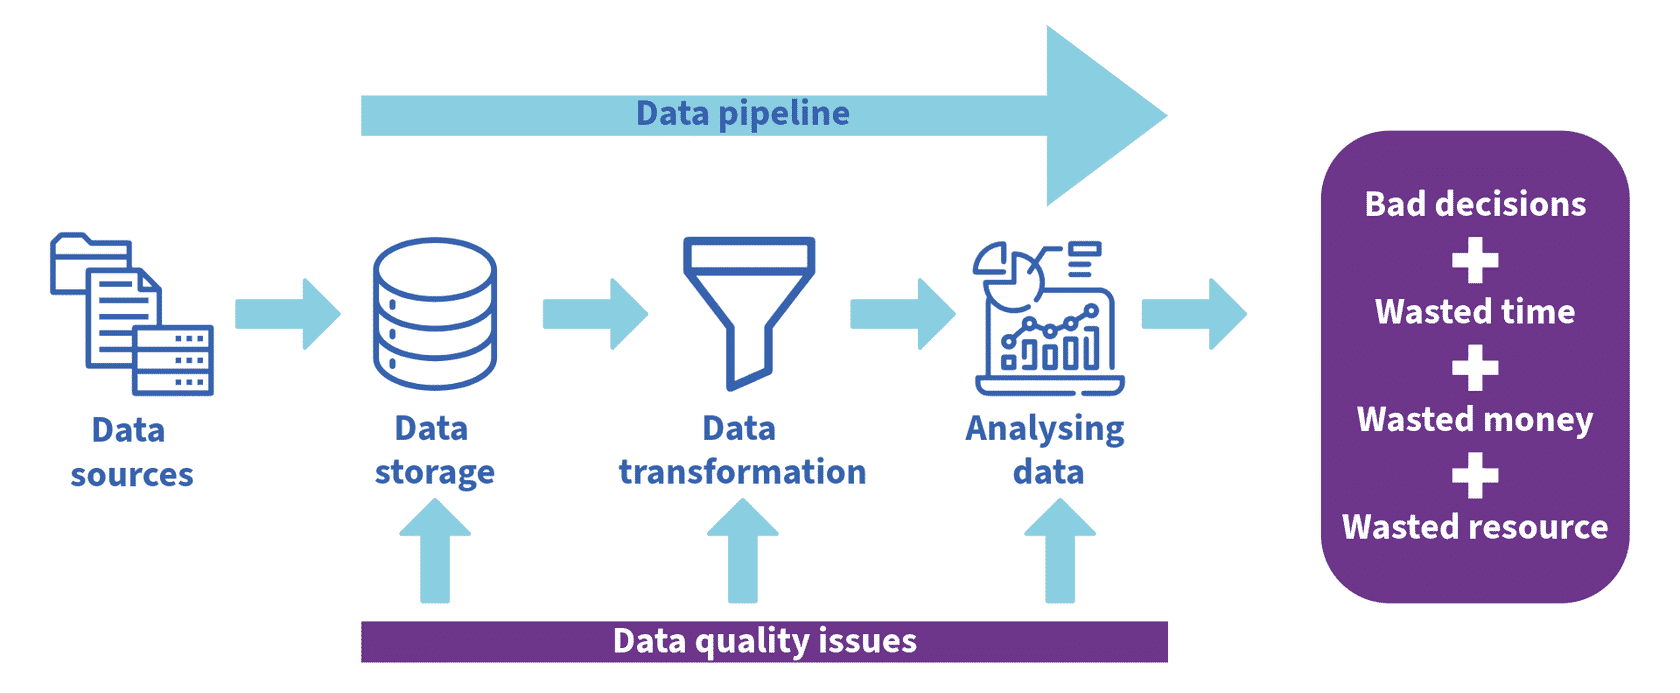 Data pipeline
Data
sources
Data
storage
Data
transformation
Analysing
data
Data quality issues
Bad decisions
Wasted time
Wasted money
Wasted resource